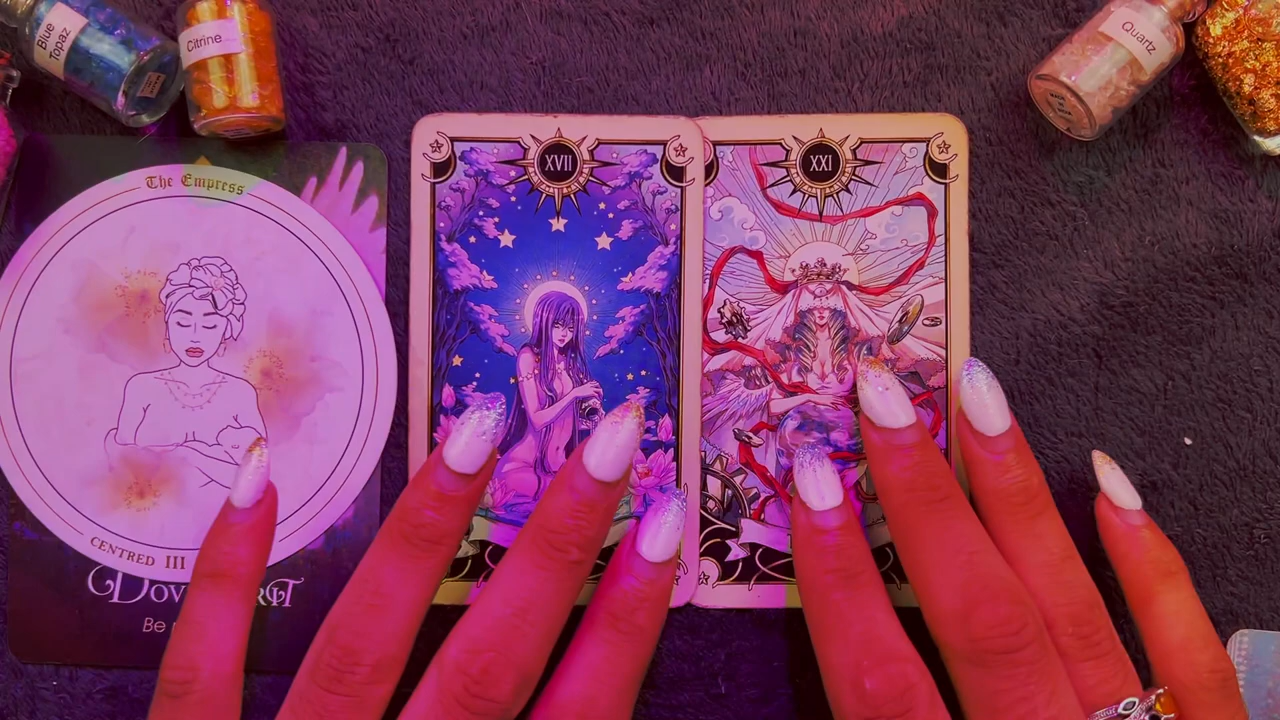 Blue
Topaz
Citrine
Quartz
The Empress
XVII
XXI
CENTRED III
Be